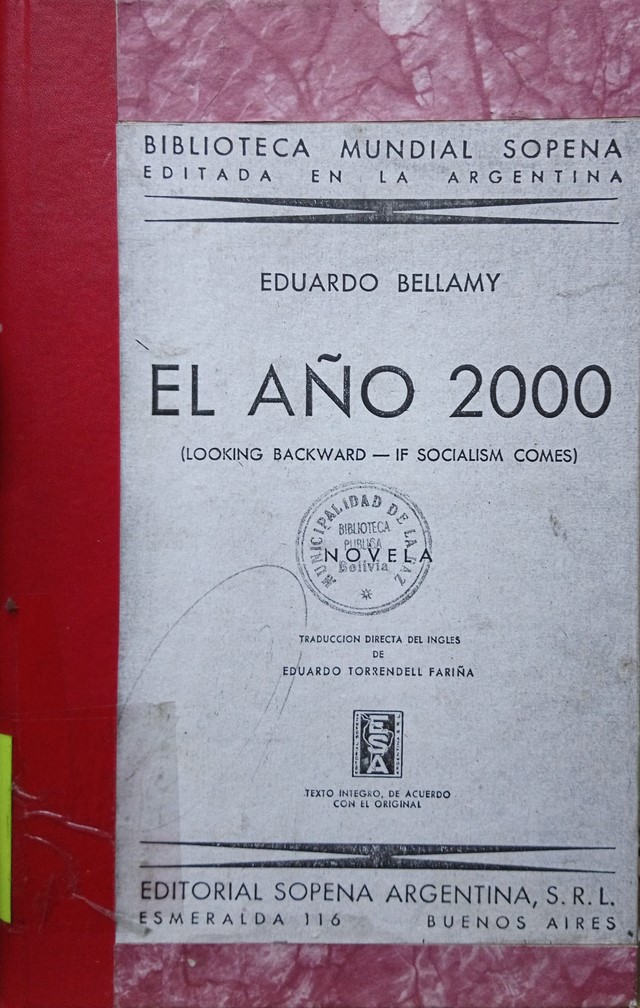 BIBLIOTECA MUNDIAL SOPENA
EDITADA EN LA ARGENTINA
EDUARDO BELLAMY
EL AÑO 2000
(LOOKING BACKWARD — IF SOCIALISM COMES)
MUNICIPALIDAD DE LA PAZ
BIBLIOTECA
PUBLICA
Bolivia
NOVELA
TRADUCCION DIRECTA DEL INGLES
DE
EDUARDO TORRENDELL FARIÑA
ESA
TEXTO INTEGRO, DE ACUERDO
CON EL ORIGINAL
EDITORIAL SOPENA ARGENTINA, S. R. L.
ESMERALDA 116 BUENOS AIRES